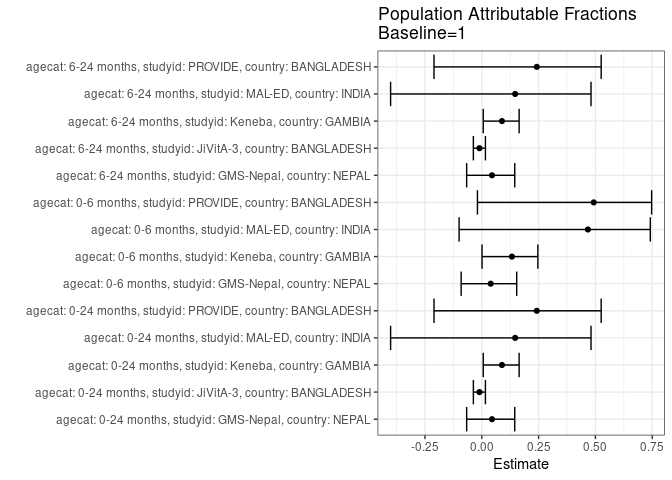 Population Attributable Fractions
Baseline=1
agecat: 6-24 months, studyid: PROVIDE, country: BANGLADESH
agecat: 6-24 months, studyid: MAL-ED, country: INDIA
agecat: 6-24 months, studyid: Keneba, country: GAMBIA
agecat: 6-24 months, studyid: JiVitA-3, country: BANGLADESH
agecat: 6-24 months, studyid: GMS-Nepal, country: NEPAL
agecat: 0-6 months, studyid: PROVIDE, country: BANGLADESH
agecat: 0-6 months, studyid: MAL-ED, country: INDIA
agecat: 0-6 months, studyid: Keneba, country: GAMBIA
agecat: 0-6 months, studyid: GMS-Nepal, country: NEPAL
agecat: 0-24 months, studyid: PROVIDE, country: BANGLADESH
agecat: 0-24 months, studyid: MAL-ED, country: INDIA
agecat: 0-24 months, studyid: Keneba, country: GAMBIA
agecat: 0-24 months, studyid: JiVitA-3, country: BANGLADESH
agecat: 0-24 months, studyid: GMS-Nepal, country: NEPAL
-0.25 0.00 0.25 0.50 0.75
Estimate